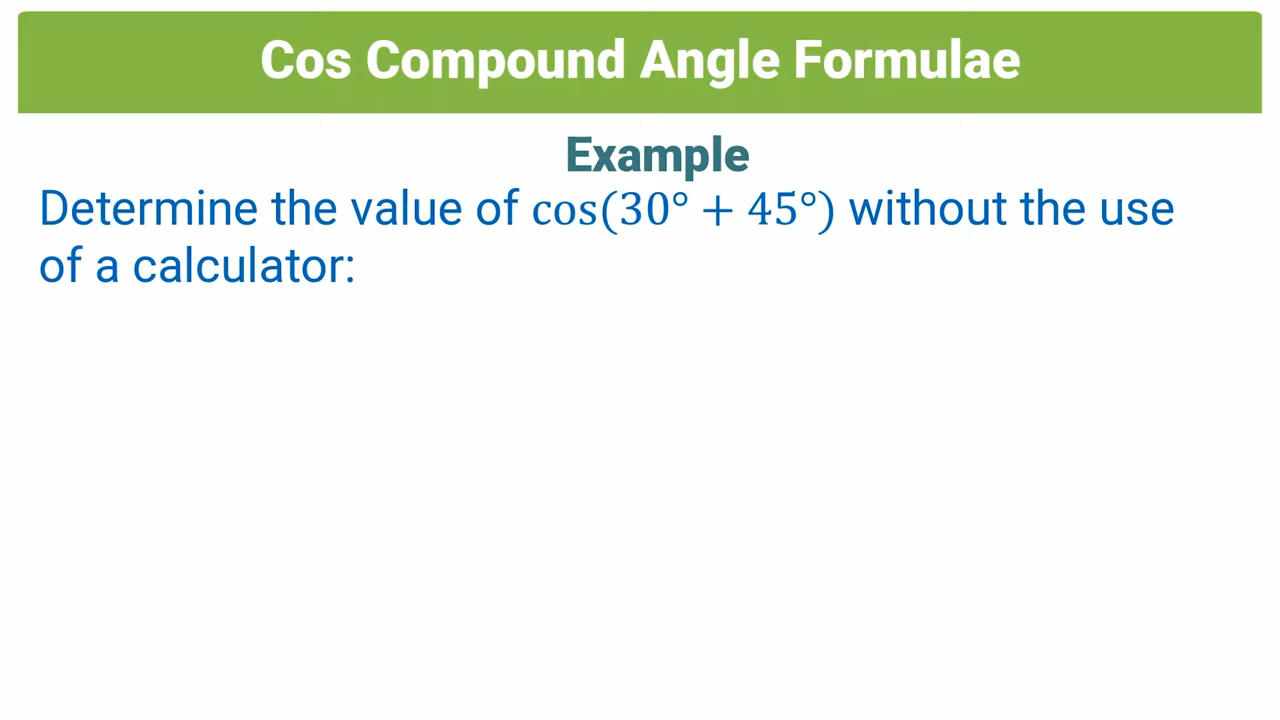 Cos Compound Angle Formulae
Example
Determine the value of cos(30° + 45°) without the use
of a calculator: